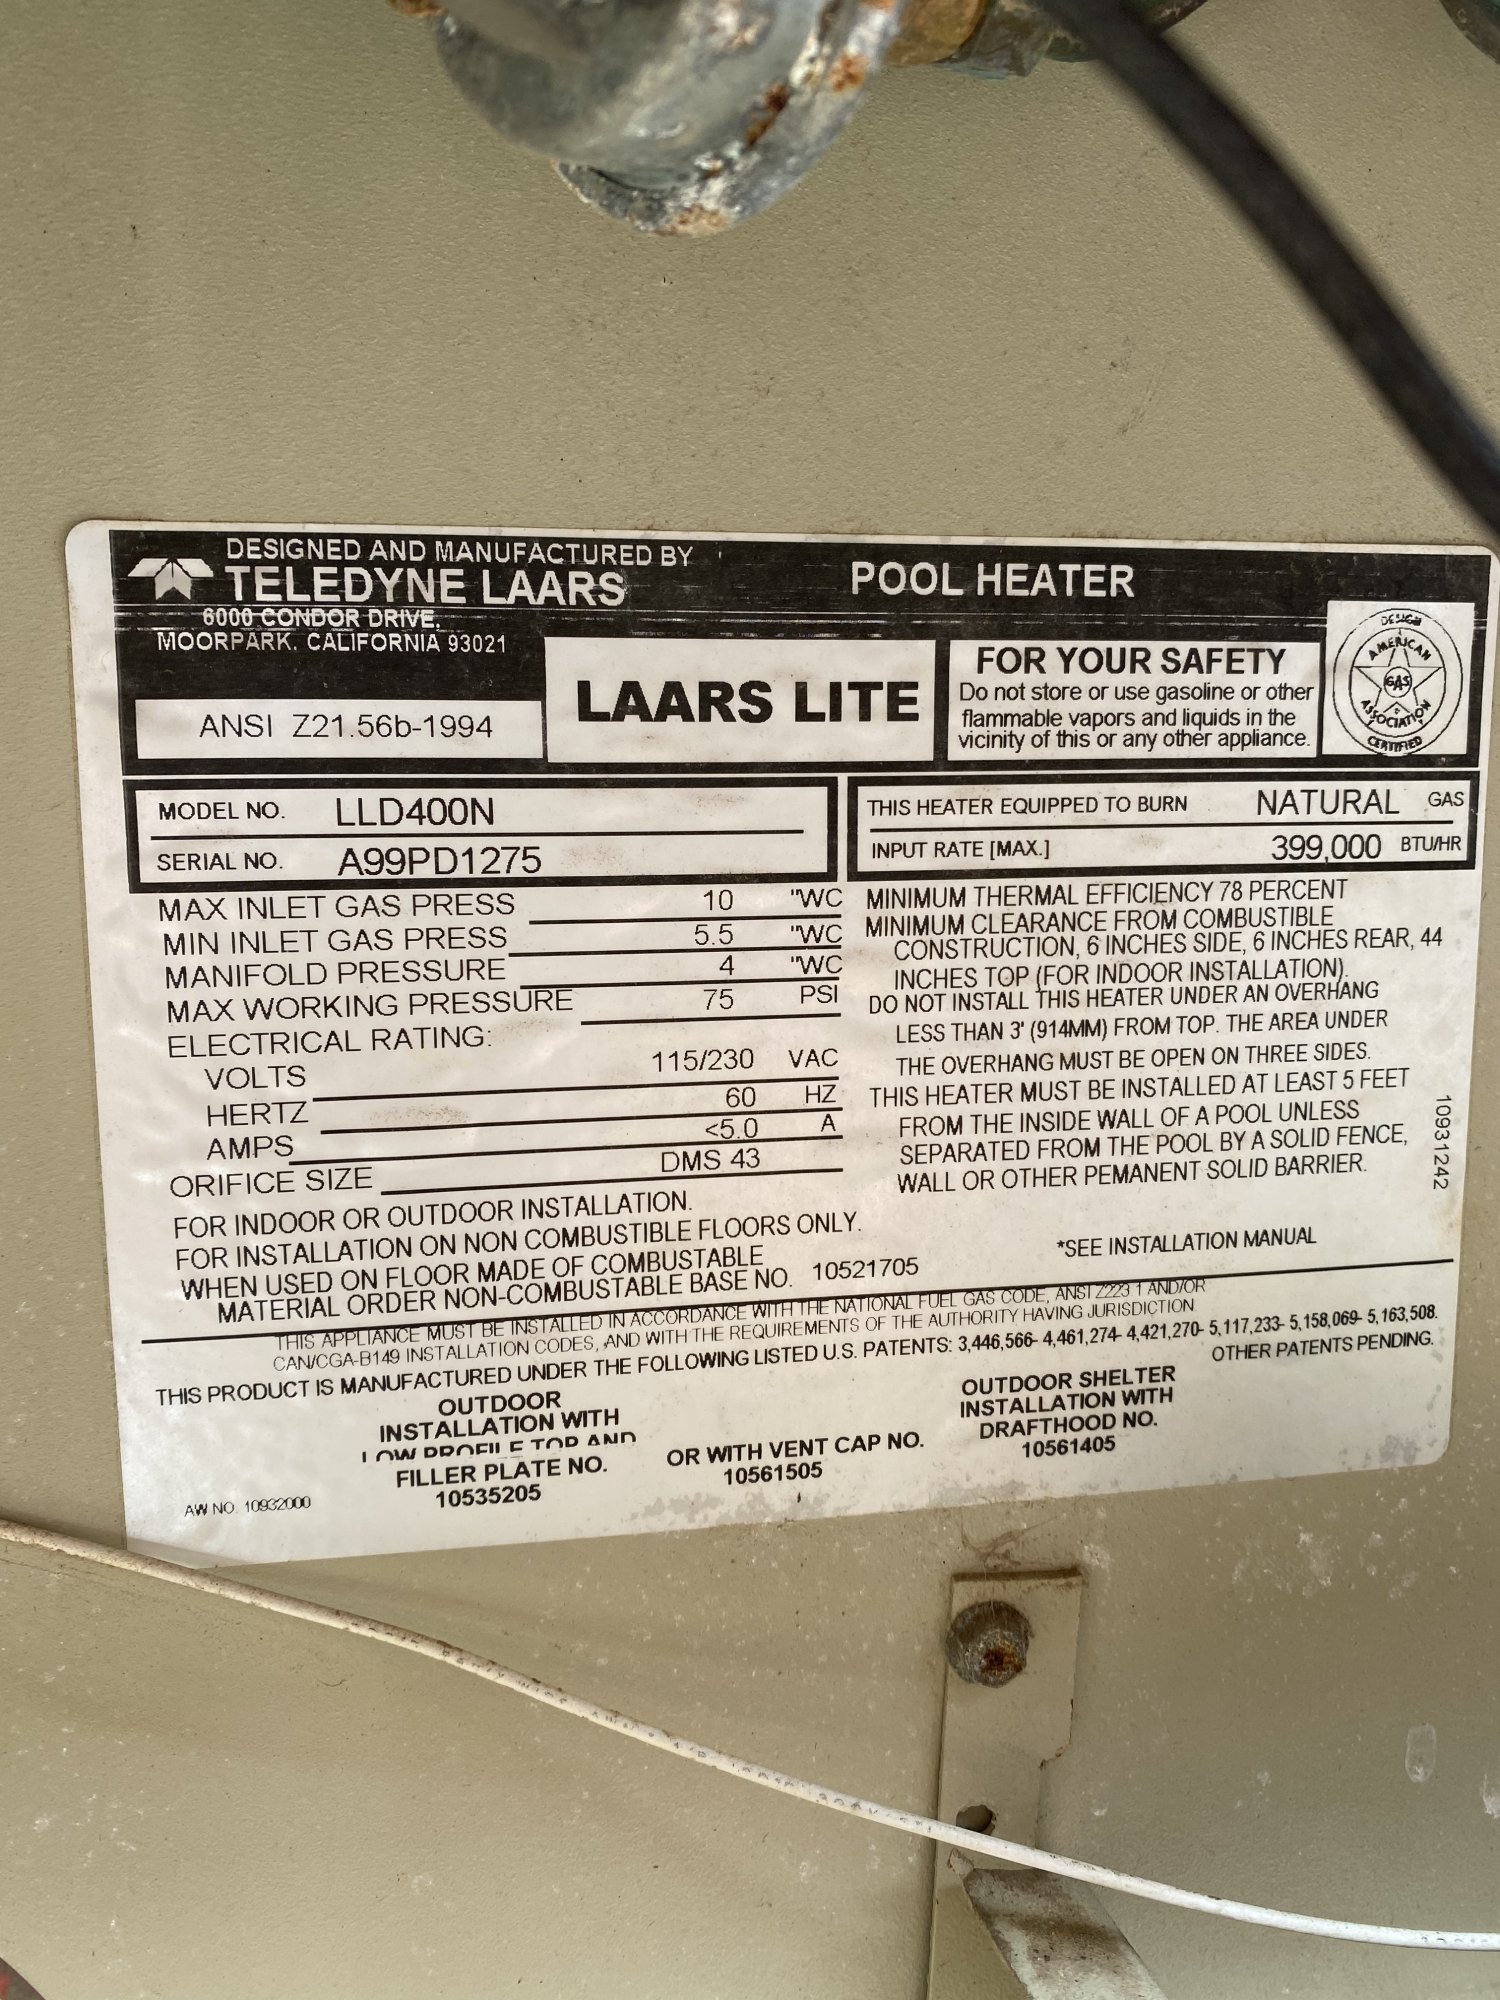 DESIGNED AND MANUFACTURED BY
TELEDYNE LAARS
6000 CONDOR DRIVE,
MOORPARK, CALIFORNIA 93021
POOL HEATER
ANSI Z21.56b-1994
LAARS LITE
FOR YOUR SAFETY
Do not store or use gasoline or other
flammable vapors and liquids in the
vicinity of this or any other appliance.
DESIGN
AMERICAN
GAS
ASSOCIATION
CERTIFIED
MODEL NO. LLD400N
SERIAL NO. A99PD1275
THIS HEATER EQUIPPED TO BURN NATURAL GAS
INPUT RATE [MAX.] 399,000 BTU/HR
MAX INLET GAS PRESS 10 "WC
MIN INLET GAS PRESS 5.5 "WC
MANIFOLD PRESSURE 4 "WC
MAX WORKING PRESSURE 75 PSI
ELECTRICAL RATING:
VOLTS 115/230 VAC
HERTZ 60 HZ
AMPS <5.0 A
ORIFICE SIZE DMS 43
FOR INDOOR OR OUTDOOR INSTALLATION.
FOR INSTALLATION ON NON COMBUSTIBLE FLOORS ONLY.
WHEN USED ON FLOOR MADE OF COMBUSTABLE
MATERIAL ORDER NON-COMBUSTABLE BASE NO. 10521705
MINIMUM THERMAL EFFICIENCY 78 PERCENT
MINIMUM CLEARANCE FROM COMBUSTIBLE
CONSTRUCTION, 6 INCHES SIDE, 6 INCHES REAR, 44
INCHES TOP (FOR INDOOR INSTALLATION).
DO NOT INSTALL THIS HEATER UNDER AN OVERHANG
LESS THAN 3' (914MM) FROM TOP. THE AREA UNDER
THE OVERHANG MUST BE OPEN ON THREE SIDES.
THIS HEATER MUST BE INSTALLED AT LEAST 5 FEET
FROM THE INSIDE WALL OF A POOL UNLESS
SEPARATED FROM THE POOL BY A SOLID FENCE,
WALL OR OTHER PEMANENT SOLID BARRIER.
10931242
*SEE INSTALLATION MANUAL
THIS APPLIANCE MUST BE INSTALLED IN ACCORDANCE WITH THE NATIONAL FUEL GAS CODE, ANSI Z223 1 AND/OR
CAN/CGA-B149 INSTALLATION CODES, AND WITH THE REQUIREMENTS OF THE AUTHORITY HAVING JURISDICTION
THIS PRODUCT IS MANUFACTURED UNDER THE FOLLOWING LISTED U.S. PATENTS: 3,446,566- 4,461,274- 4,421,270- 5,117,233- 5,158,069- 5,163,508.
OTHER PATENTS PENDING.
OUTDOOR
INSTALLATION WITH
LOW PROFILE TOP AND
FILLER PLATE NO.
10535205
OR WITH VENT CAP NO.
10561505
OUTDOOR SHELTER
INSTALLATION WITH
DRAFTHOOD NO.
10561405
AW NO. 10932000